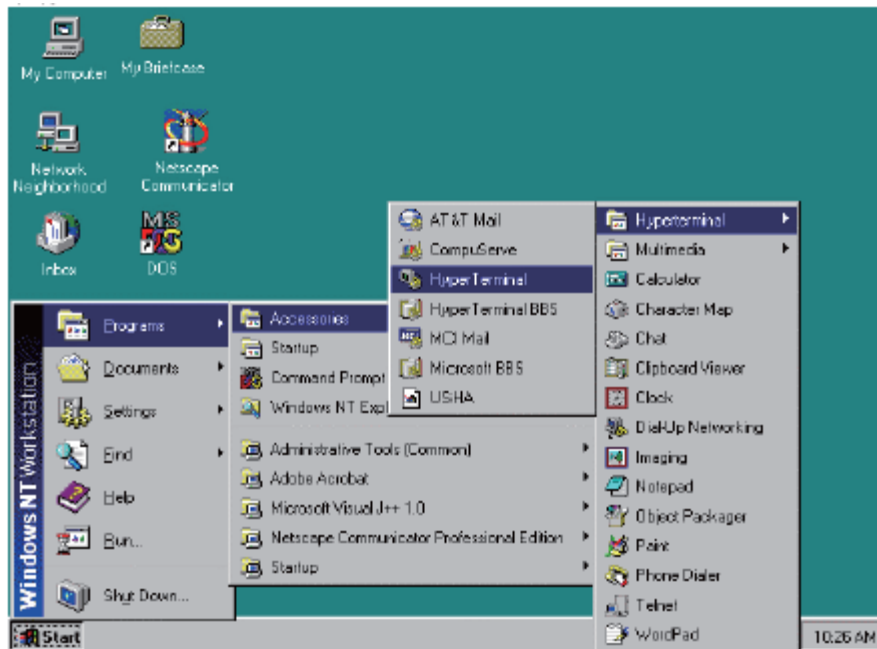 My Computer
My Briefcase
Network Neighborhood
Netscape Communicator
Inbox
DOS
AT&T Mail
CompuServe
HyperTerminal
HyperTerminal BBS
MCI Mail
Microsoft BBS
USHA
Hyperterminal
Multimedia
Calculator
Character Map
Chat
Clipboard Viewer
Clock
Dial-Up Networking
Imaging
Notepad
Object Packager
Paint
Phone Dialer
Telnet
WordPad
Accessories
Startup
Command Prompt
Windows NT Expl
Administrative Tools (Common)
Adobe Acrobat
Microsoft Visual J++ 1.0
Netscape Communicator Professional Edition
Startup
Programs
Documents
Settings
Find
Help
Run...
Shut Down...
Windows NT Workstation
Start
10:26 AM